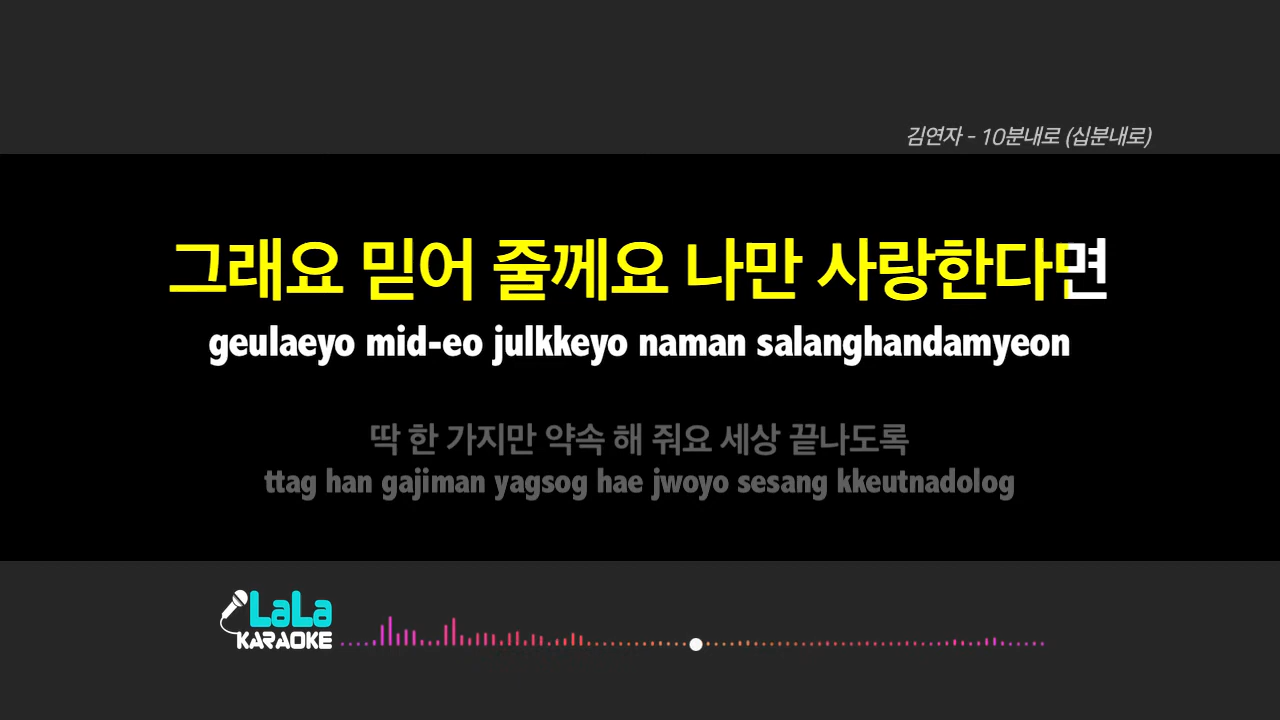 김연자 - 10분내로 (십분내로)
그래요 믿어 줄께요 나만 사랑한다면
geulaeyo mid-eo julkkeyo naman salanghandamyeon
딱 한 가지만 약속 해 줘요 세상 끝나도록
ttag han gajiman yagsog hae jwoyo sesang kkeutnadolog
LaLa
KARAOKE